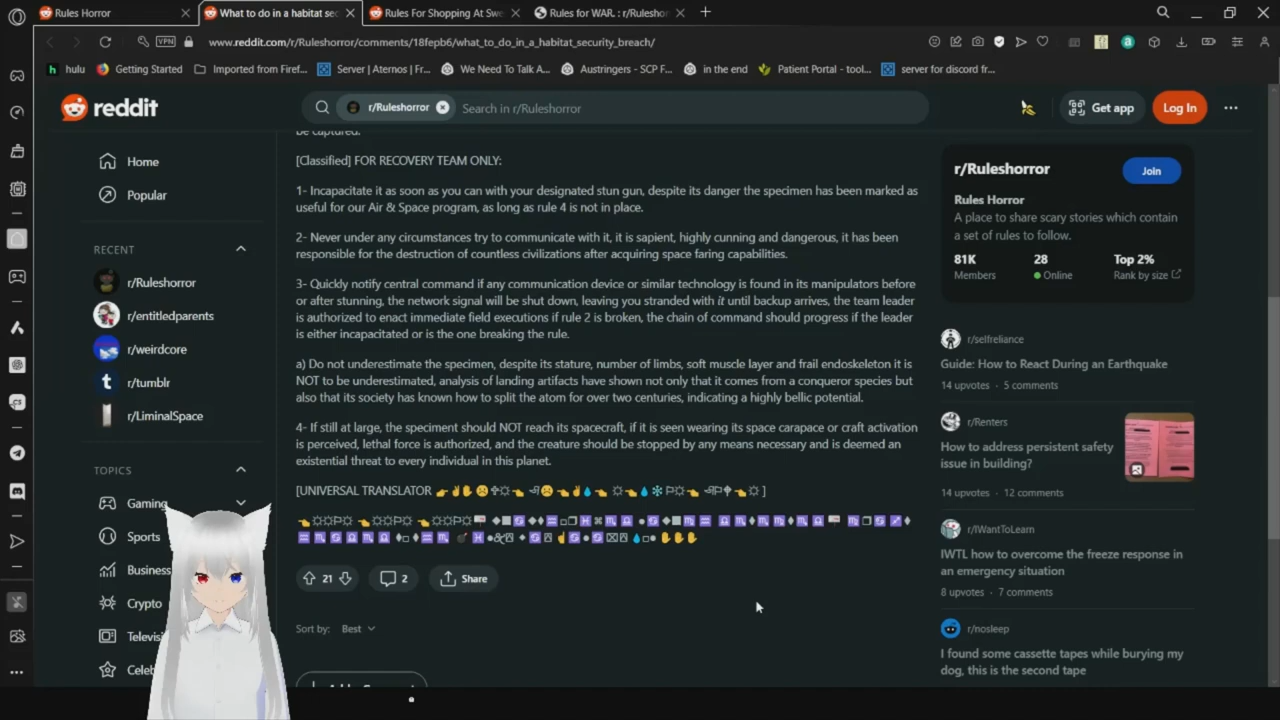 Rules Horror
What to do in a habitat sec
Rules For Shopping At Swe
Rules for WAR. : r/Ruleshor
VPN
www.reddit.com/r/Ruleshorror/comments/18fepb6/what_to_do_in_a_habitat_security_breach/
hulu
Getting Started
Imported from Firef...
Server | Aternos | Fr...
We Need To Talk A...
Austringers - SCP F...
in the end
Patient Portal - tool...
server for discord fr...
reddit
r/Ruleshorror
Search in r/Ruleshorror
Get app
Log In
Home
Popular
RECENT
r/Ruleshorror
r/entitledparents
r/weirdcore
r/tumblr
r/LiminalSpace
TOPICS
Gaming
Sports
Business
Crypto
Televisi
Celeb
be captured.
[Classified] FOR RECOVERY TEAM ONLY:
1- Incapacitate it as soon as you can with your designated stun gun, despite its danger the specimen has been marked as
useful for our Air & Space program, as long as rule 4 is not in place.
2- Never under any circumstances try to communicate with it, it is sapient, highly cunning and dangerous, it has been
responsible for the destruction of countless civilizations after acquiring space faring capabilities.
3- Quickly notify central command if any communication device or similar technology is found in its manipulators before
or after stunning, the network signal will be shut down, leaving you stranded with it until backup arrives, the team leader
is authorized to enact immediate field executions if rule 2 is broken, the chain of command should progress if the leader
is either incapacitated or is the one breaking the rule.
a) Do not underestimate the specimen, despite its stature, number of limbs, soft muscle layer and frail endoskeleton it is
NOT to be underestimated, analysis of landing artifacts have shown not only that it comes from a conqueror species but
also that its society has known how to split the atom for over two centuries, indicating a highly bellic potential.
4- If still at large, the speciment should NOT reach its spacecraft, if it is seen wearing its space carapace or craft activation
is perceived, lethal force is authorized, and the creature should be stopped by any means necessary and is deemed an
existential threat to every individual in this planet.
[UNIVERSAL TRANSLATOR ]
21
2
Share
Sort by: Best
r/Ruleshorror
Join
Rules Horror
A place to share scary stories which contain
a set of rules to follow.
81K 28 Top 2%
Members Online Rank by size
r/selfreliance
Guide: How to React During an Earthquake
14 upvotes · 5 comments
r/Renters
How to address persistent safety
issue in building?
14 upvotes · 12 comments
r/IWantToLearn
IWTL how to overcome the freeze response in
an emergency situation
8 upvotes · 7 comments
r/nosleep
I found some cassette tapes while burying my
dog, this is the second tape